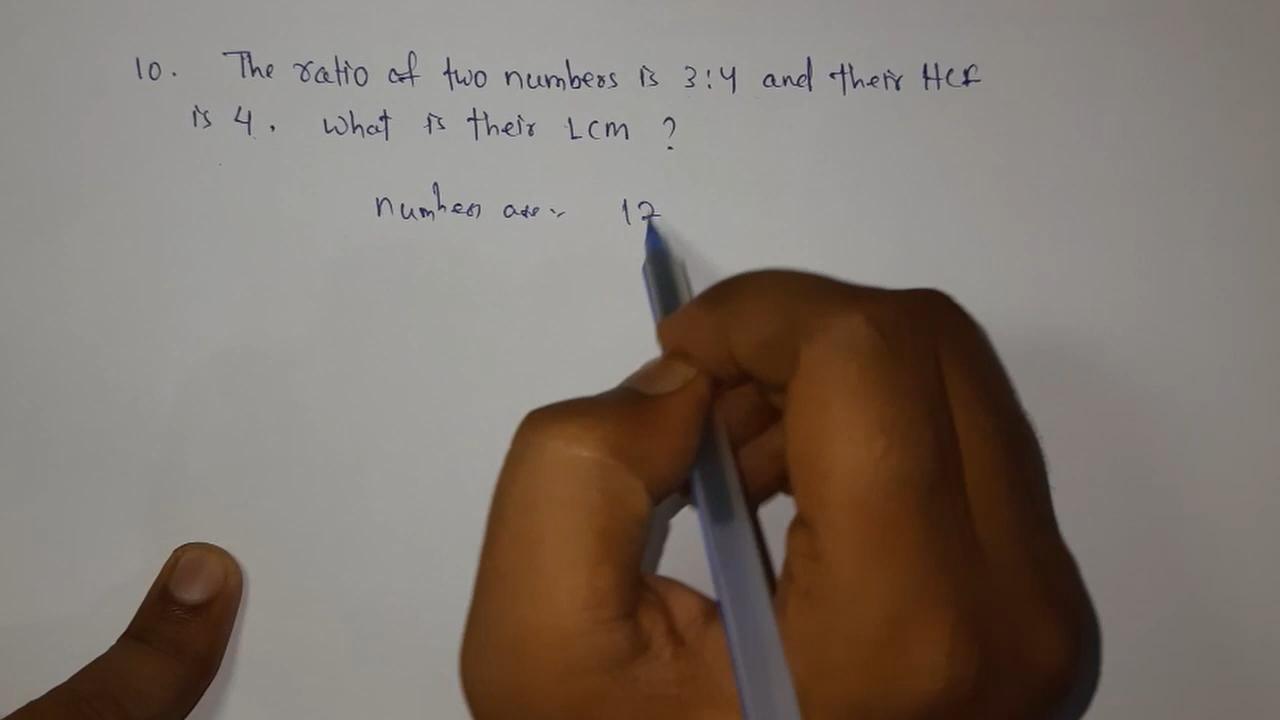 10. The ratio of two numbers is 3:4 and their HCF
is 4. What is their LCM ?
numbers are :- 12